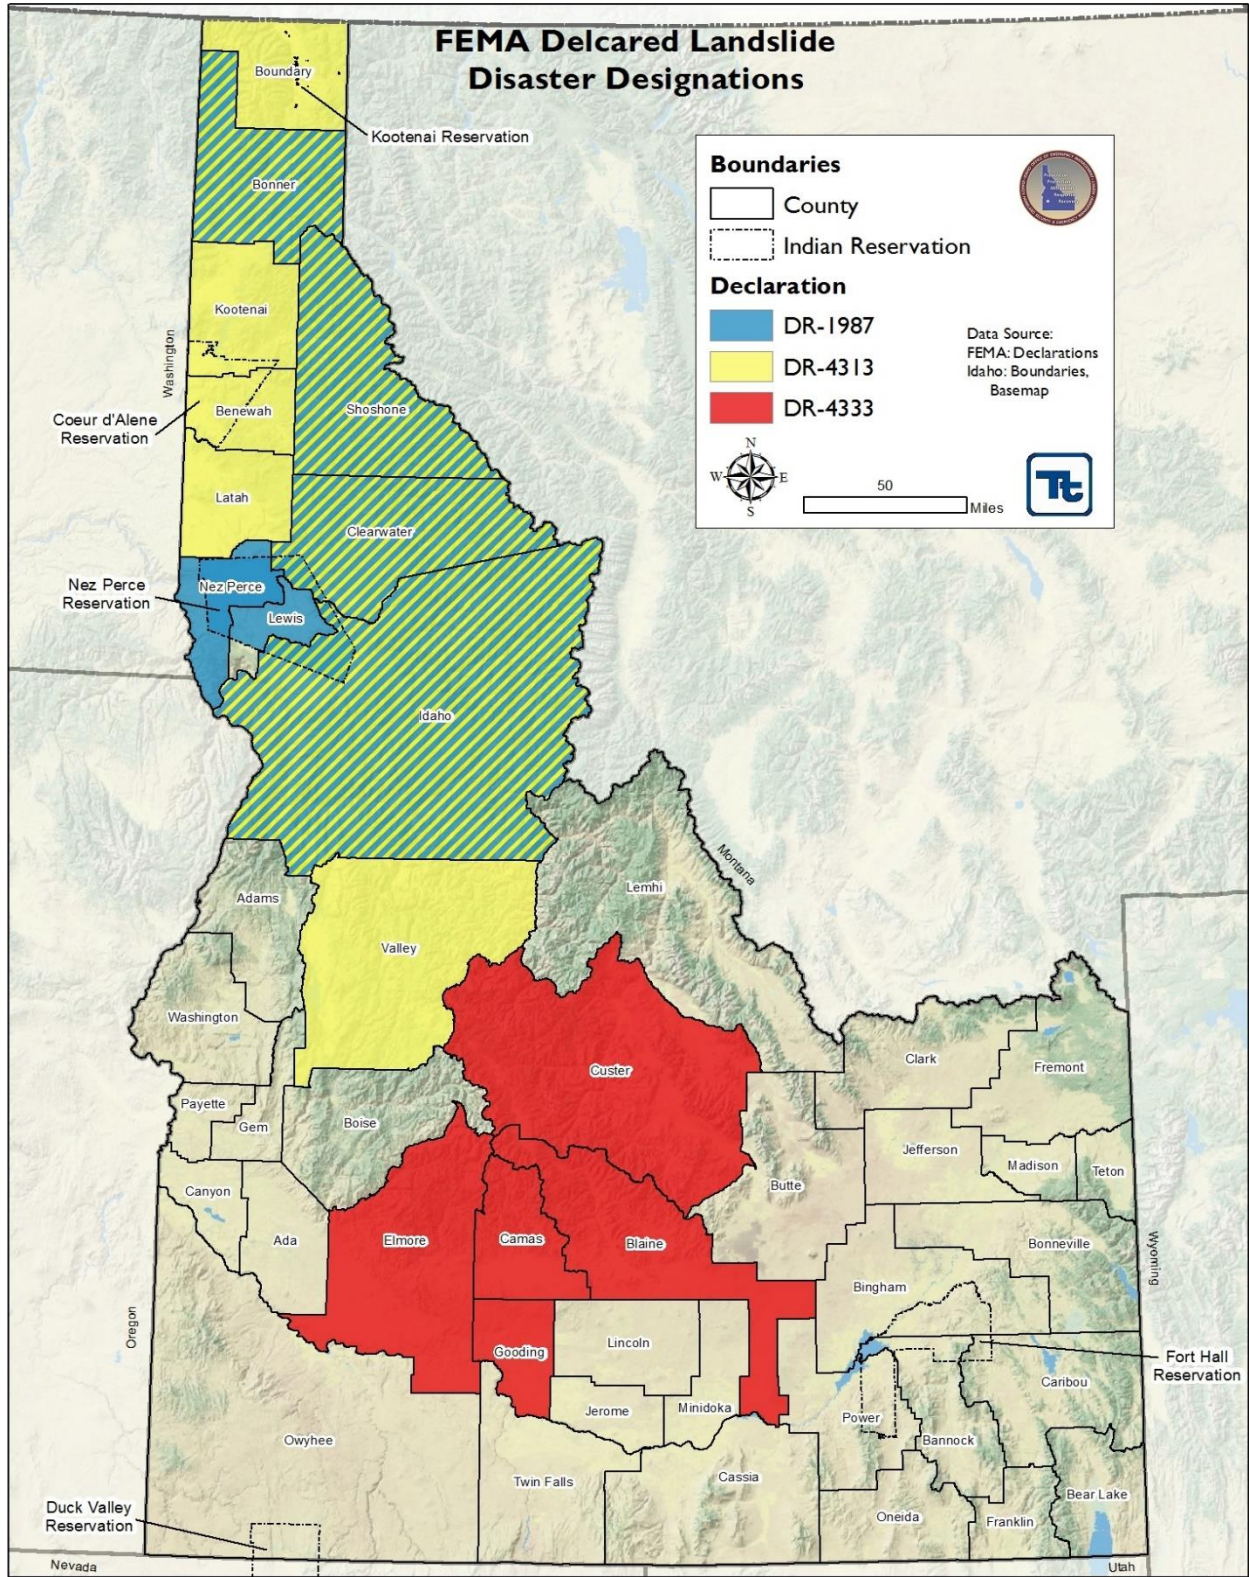 FEMA Delcared Landslide
Disaster Designations
Boundary
Kootenai Reservation
Bonner
Boundaries
County
Indian Reservation
Declaration
DR-1987
DR-4313
DR-4333
Data Source:
FEMA: Declarations
Idaho: Boundaries,
Basemap
N
W
E
S
50
Miles
Tt
Kootenai
Washington
Coeur d'Alene
Reservation
Benewah
Shoshone
Latah
Clearwater
Nez Perce
Reservation
Nez Perce
Lewis
Idaho
Montana
Adams
Lemhi
Valley
Washington
Custer
Clark
Fremont
Payette
Gem
Boise
Jefferson
Madison
Teton
Canyon
Ada
Elmore
Camas
Blaine
Butte
Bonneville
Wyoming
Bingham
Oregon
Gooding
Lincoln
Fort Hall
Reservation
Jerome
Minidoka
Caribou
Power
Owyhee
Bannock
Twin Falls
Cassia
Bear Lake
Duck Valley
Reservation
Oneida
Franklin
Nevada
Utah